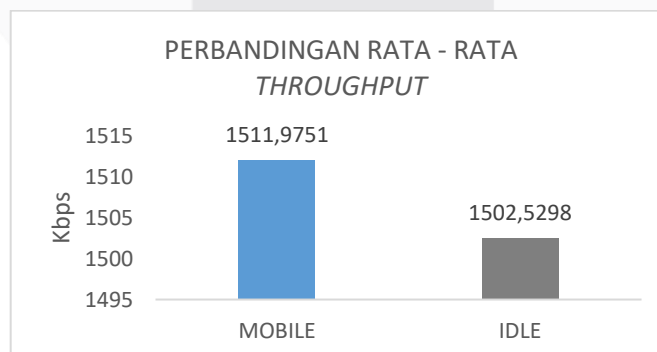 PERBANDINGAN RATA - RATA
THROUGHPUT
Kbps
1515
1510
1505
1500
1495
1511,9751
1502,5298
MOBILE
IDLE